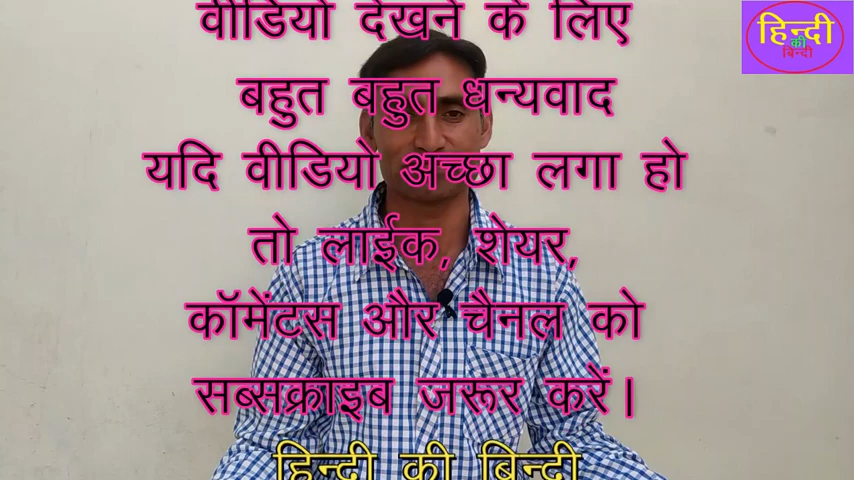 वीडियो देखने के लिए
बहुत बहुत धन्यवाद
यदि वीडियो अच्छा लगा हो
तो लाईक, शेयर,
कॉमेंटस और चैनल को
सब्सक्राइब जरूर करें।
हिन्दी की बिन्दी
हिन्दी
की
बिन्दी